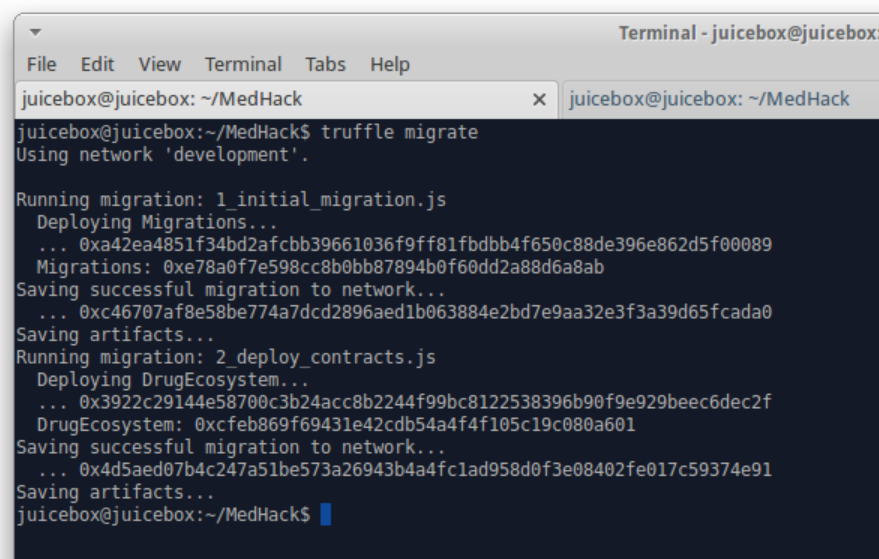 Terminal - juicebox@juicebox:
File Edit View Terminal Tabs Help
juicebox@juicebox: ~/MedHack × juicebox@juicebox: ~/MedHack
juicebox@juicebox:~/MedHack$ truffle migrate
Using network 'development'.
Running migration: 1_initial_migration.js
Deploying Migrations...
... 0xa42ea4851f34bd2afcbb39661036f9ff81fbdbb4f650c88de396e862d5f00089
Migrations: 0xe78a0f7e598cc8b0bb87894b0f60dd2a88d6a8ab
Saving successful migration to network...
... 0xc46707af8e58be774a7dcd2896aed1b063884e2bd7e9aa32e3f3a39d65fcada0
Saving artifacts...
Running migration: 2_deploy_contracts.js
Deploying DrugEcosystem...
... 0x3922c29144e58700c3b24acc8b2244f99bc8122538396b90f9e929beec6dec2f
DrugEcosystem: 0xcfeb869f69431e42cdb54a4f4f105c19c080a601
Saving successful migration to network...
... 0x4d5aed07b4c247a51be573a26943b4a4fc1ad958d0f3e08402fe017c59374e91
Saving artifacts...
juicebox@juicebox:~/MedHack$